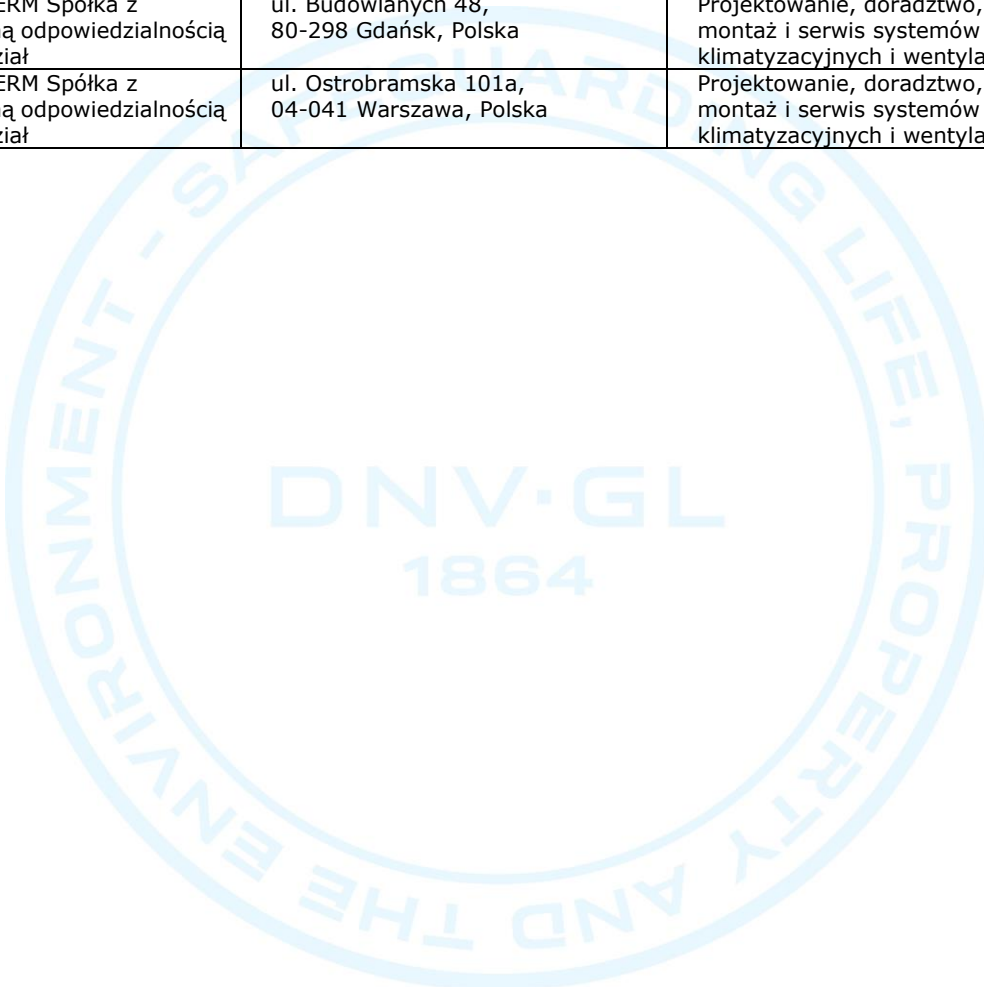 ERM Spółka z
ą odpowiedzialnością
ział
ul. Budowlanych 48,
80-298 Gdańsk, Polska
Projektowanie, doradztwo,
montaż i serwis systemów
klimatyzacyjnych i wentyla
ERM Spółka z
ą odpowiedzialnością
ział
ul. Ostrobramska 101a,
04-041 Warszawa, Polska
Projektowanie, doradztwo,
montaż i serwis systemów
klimatyzacyjnych i wentyla
SAFEGUARDING LIFE, PROPERTY AND THE ENVIRONMENT -
DNV·GL
1864